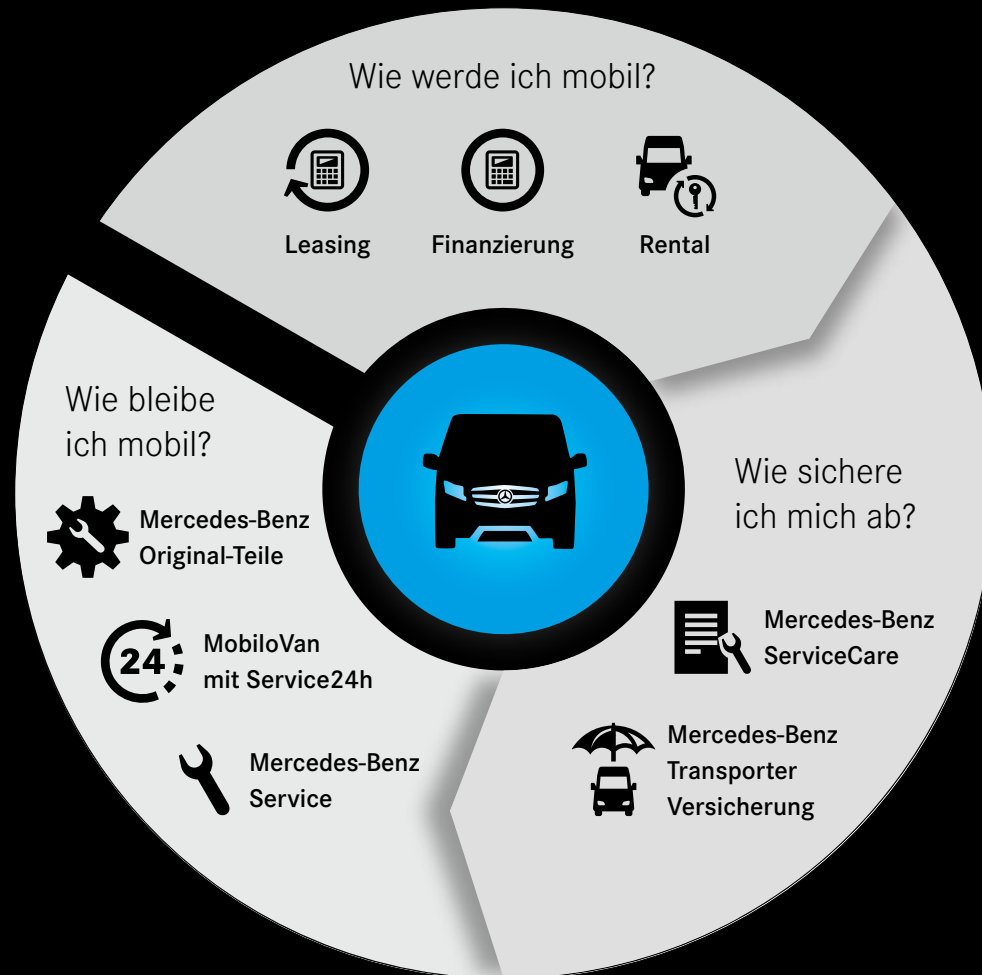 Wie werde ich mobil?
Leasing
Finanzierung
Rental
Wie sichere
ich mich ab?
Mercedes-Benz
ServiceCare
Mercedes-Benz
Transporter
Versicherung
Wie bleibe
ich mobil?
Mercedes-Benz
Original-Teile
24
MobiloVan
mit Service24h
Mercedes-Benz
Service